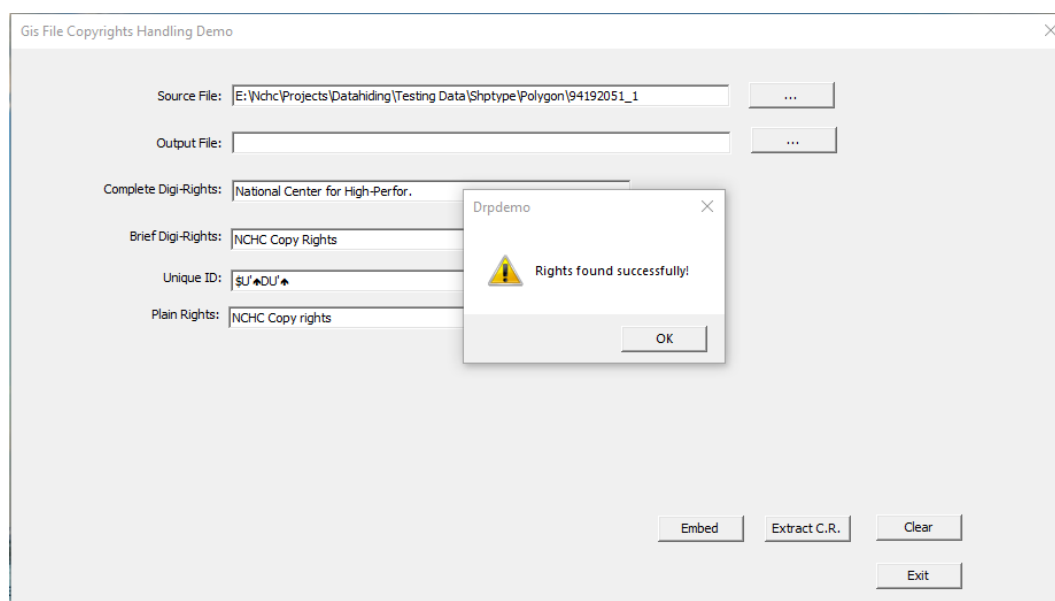 Gis File Copyrights Handling Demo
Source File: E:\Nchc\Projects\Datahiding\Testing Data\Shptype\Polygon\94192051_1 ...
Output File: ...
Complete Digi-Rights: National Center for High-Perfor.
Brief Digi-Rights: NCHC Copy Rights
Unique ID: $U'♠DU'♠
Plain Rights: NCHC Copy rights
Drpdemo
Rights found successfully!
OK
Embed Extract C.R. Clear
Exit